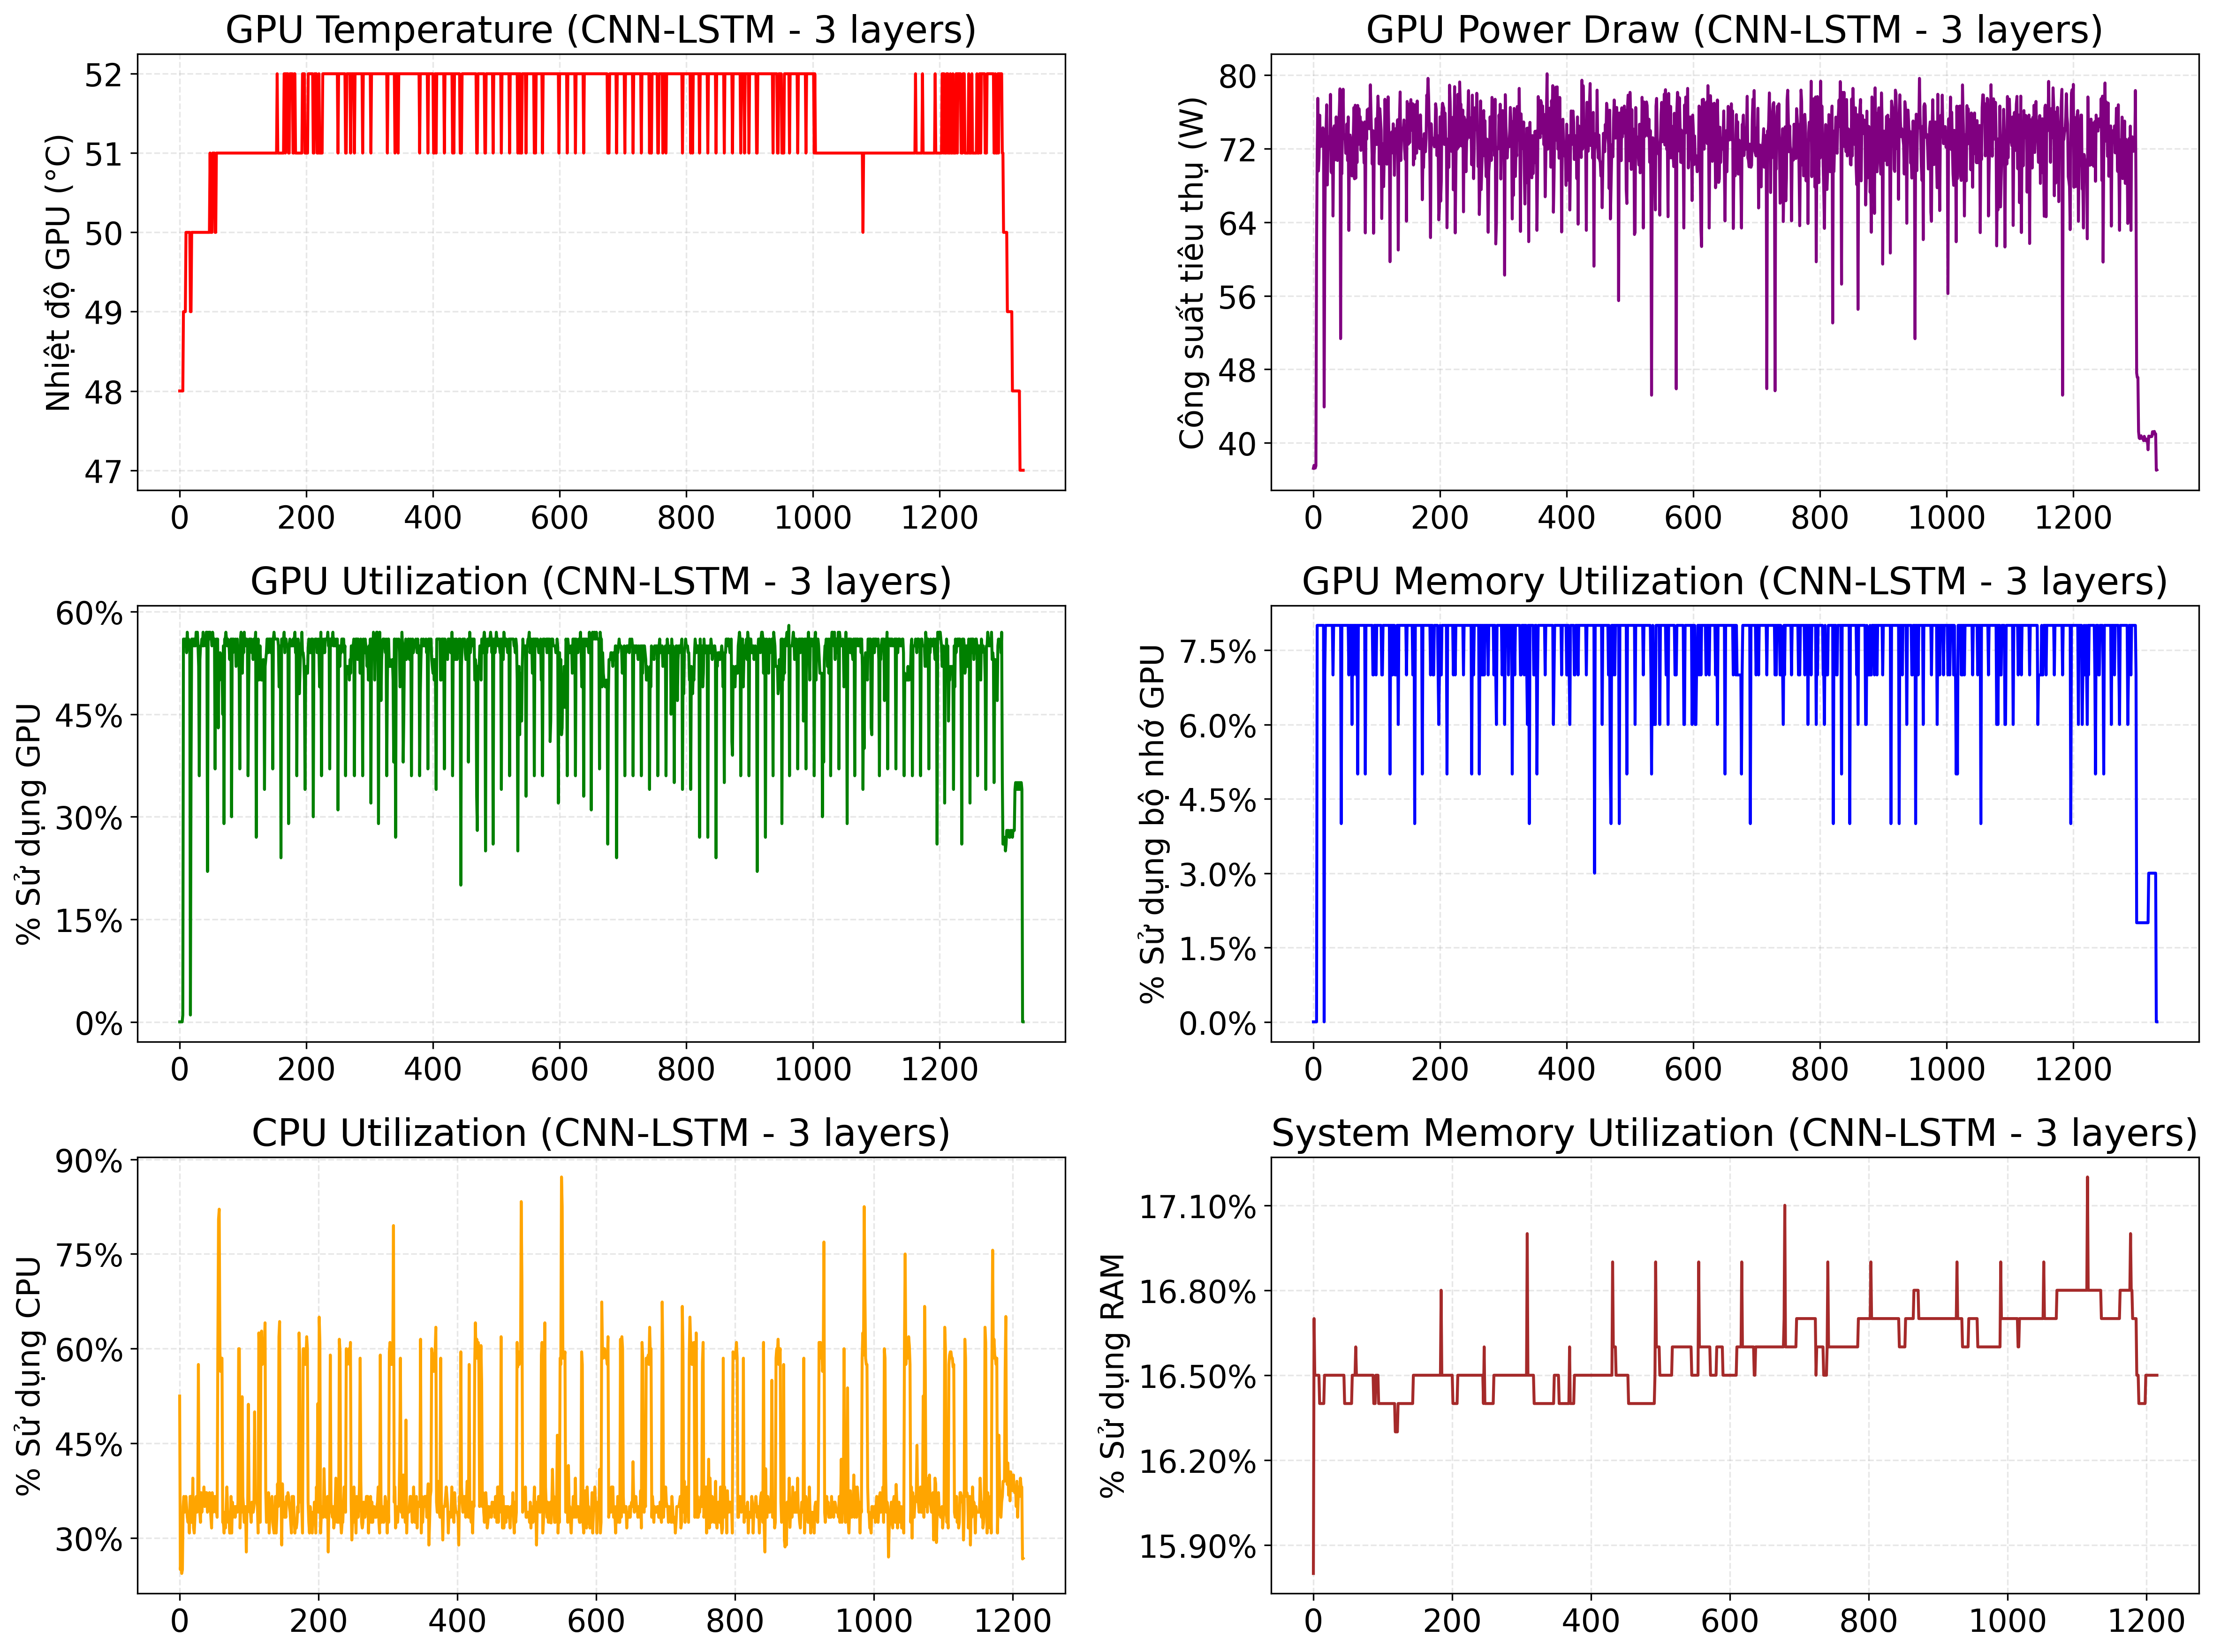 GPU Temperature (CNN-LSTM - 3 layers)
Nhiệt độ GPU (°C)
52
51
50
49
48
47
0 200 400 600 800 1000 1200
GPU Power Draw (CNN-LSTM - 3 layers)
Công suất tiêu thụ (W)
80
72
64
56
48
40
0 200 400 600 800 1000 1200
GPU Utilization (CNN-LSTM - 3 layers)
% Sử dụng GPU
60%
45%
30%
15%
0%
0 200 400 600 800 1000 1200
GPU Memory Utilization (CNN-LSTM - 3 layers)
% Sử dụng bộ nhớ GPU
7.5%
6.0%
4.5%
3.0%
1.5%
0.0%
0 200 400 600 800 1000 1200
CPU Utilization (CNN-LSTM - 3 layers)
% Sử dụng CPU
90%
75%
60%
45%
30%
0 200 400 600 800 1000 1200
System Memory Utilization (CNN-LSTM - 3 layers)
% Sử dụng RAM
17.10%
16.80%
16.50%
16.20%
15.90%
0 200 400 600 800 1000 1200